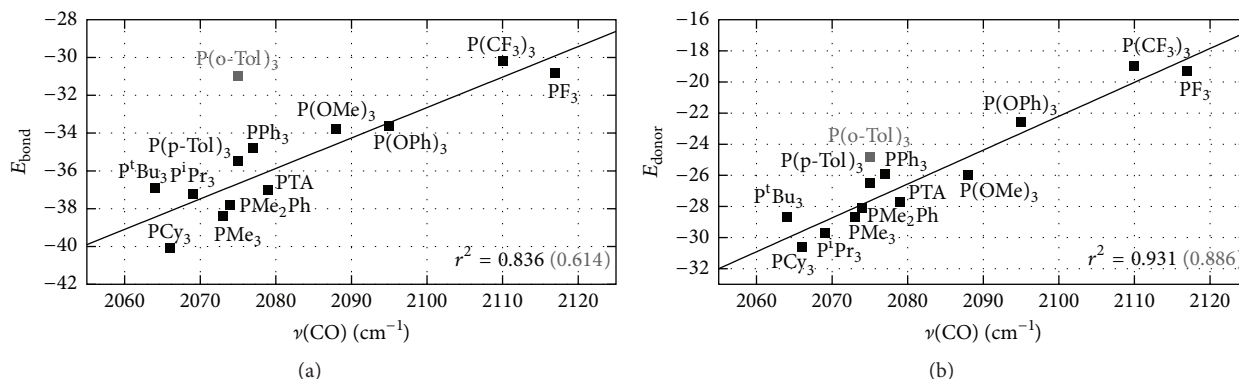 −28
−30
−32
−34
−36
−38
−40
−42
E_bond
P(CF₃)₃
P(o-Tol)₃
PF₃
P(OMe)₃
PPh₃
P(p-Tol)₃
P(OPh)₃
PᵗBu₃
PⁱPr₃
PTA
PMe₂Ph
PCy₃
PMe₃
r² = 0.836 (0.614)
2060 2070 2080 2090 2100 2110 2120
ν(CO) (cm⁻¹)
(a)
−16
−18
−20
−22
−24
−26
−28
−30
−32
E_donor
P(CF₃)₃
PF₃
P(OPh)₃
P(o-Tol)₃
P(p-Tol)₃
PPh₃
PᵗBu₃
PTA
P(OMe)₃
PMe₂Ph
PMe₃
PⁱPr₃
PCy₃
r² = 0.931 (0.886)
2060 2070 2080 2090 2100 2110 2120
ν(CO) (cm⁻¹)
(b)